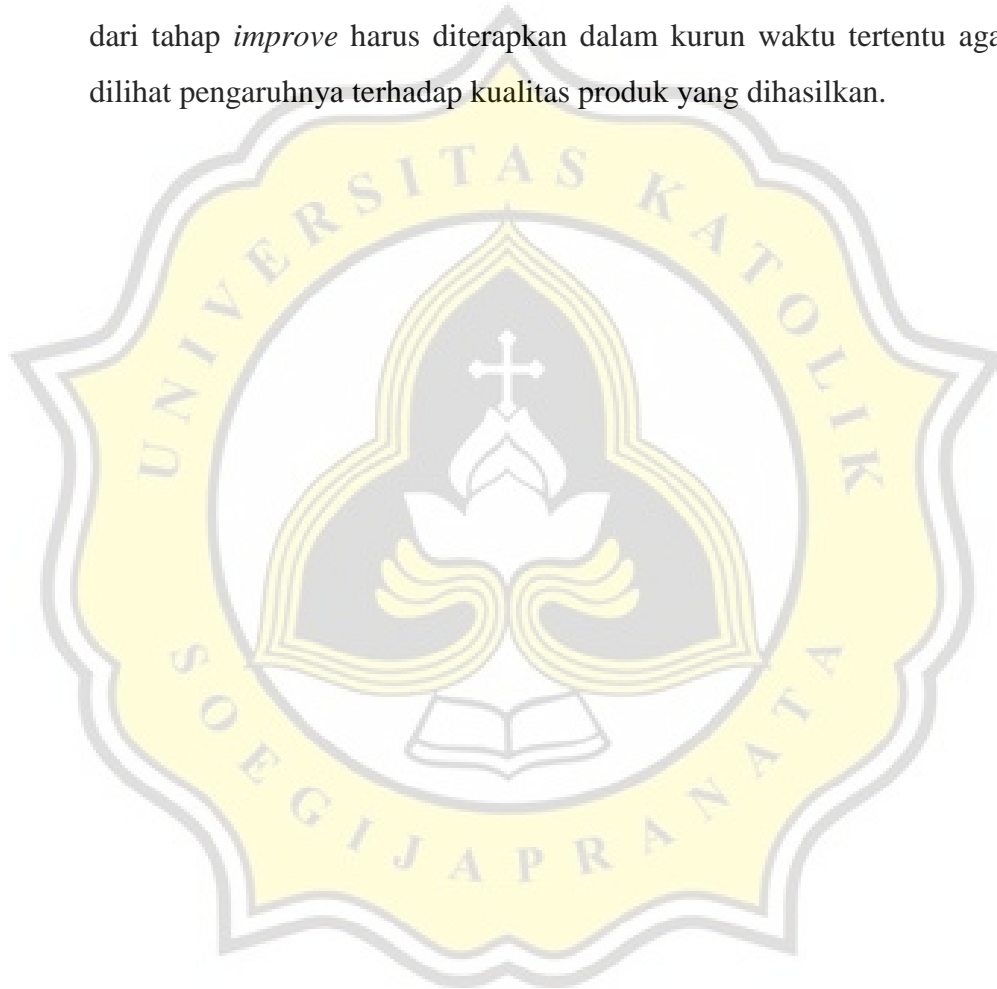 dari tahap improve harus diterapkan dalam kurun waktu tertentu aga
dilihat pengaruhnya terhadap kualitas produk yang dihasilkan.
UNIVERSITAS KATOLIK
SOEGIJAPRANATA